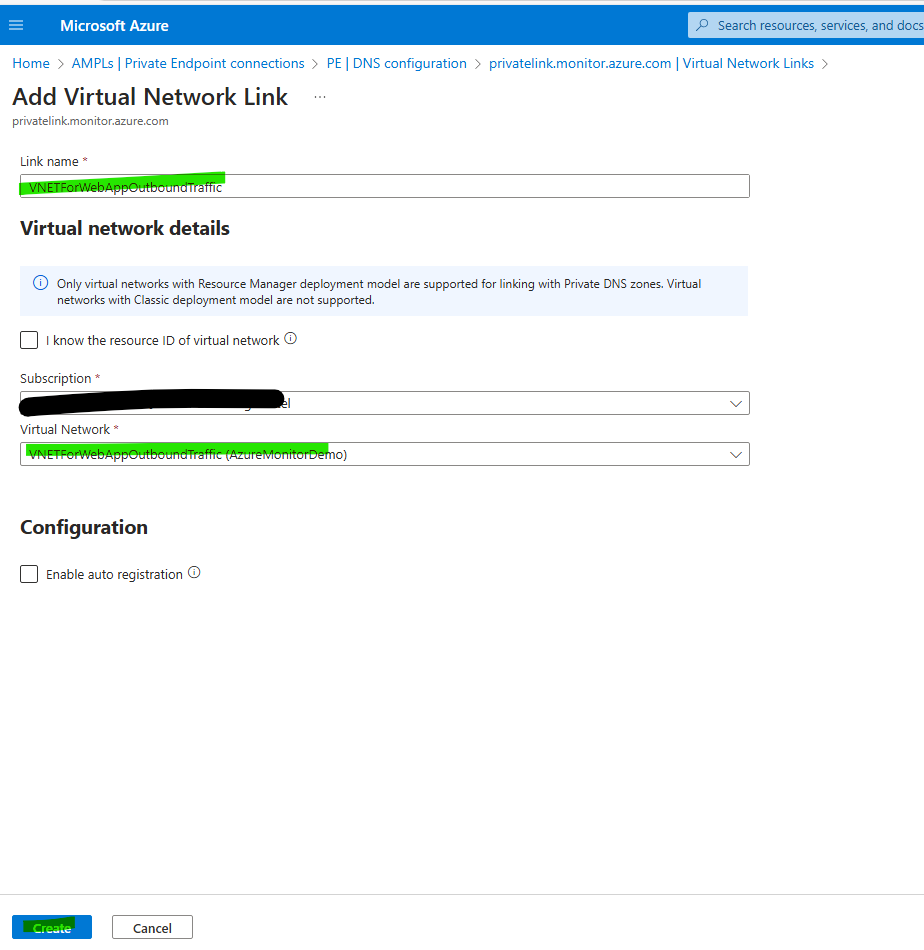 Microsoft Azure
Search resources, services, and docs
Home > AMPLs | Private Endpoint connections > PE | DNS configuration > privatelink.monitor.azure.com | Virtual Network Links >
Add Virtual Network Link ...
privatelink.monitor.azure.com
Link name *
VNETForWebAppOutboundTraffic
Virtual network details
Only virtual networks with Resource Manager deployment model are supported for linking with Private DNS zones. Virtual
networks with Classic deployment model are not supported.
I know the resource ID of virtual network
Subscription *
Virtual Network *
VNETForWebAppOutboundTraffic (AzureMonitorDemo)
Configuration
Enable auto registration
Create
Cancel